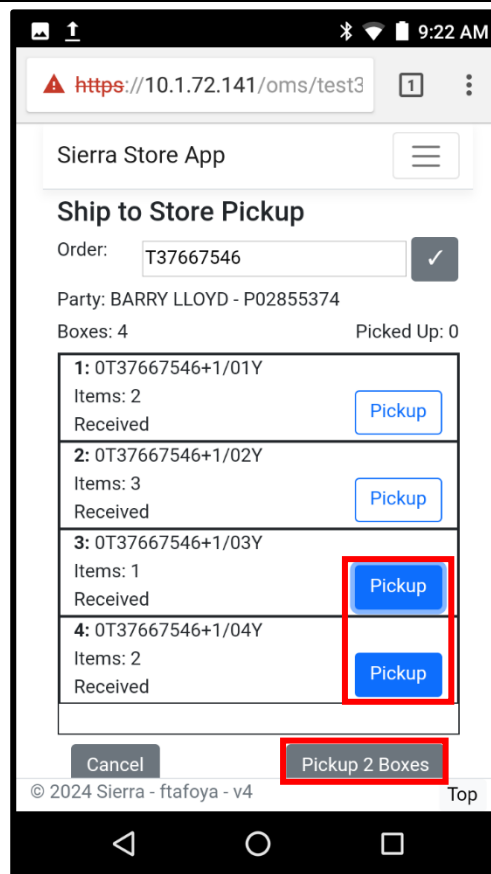 9:22 AM
https://10.1.72.141/oms/test3
1
Sierra Store App
Ship to Store Pickup
Order: T37667546 ✓
Party: BARRY LLOYD - P02855374
Boxes: 4 Picked Up: 0
1: 0T37667546+1/01Y
Items: 2
Received Pickup
2: 0T37667546+1/02Y
Items: 3
Received Pickup
3: 0T37667546+1/03Y
Items: 1
Received Pickup
4: 0T37667546+1/04Y
Items: 2
Received Pickup
Cancel Pickup 2 Boxes
© 2024 Sierra - ftafoya - v4 Top